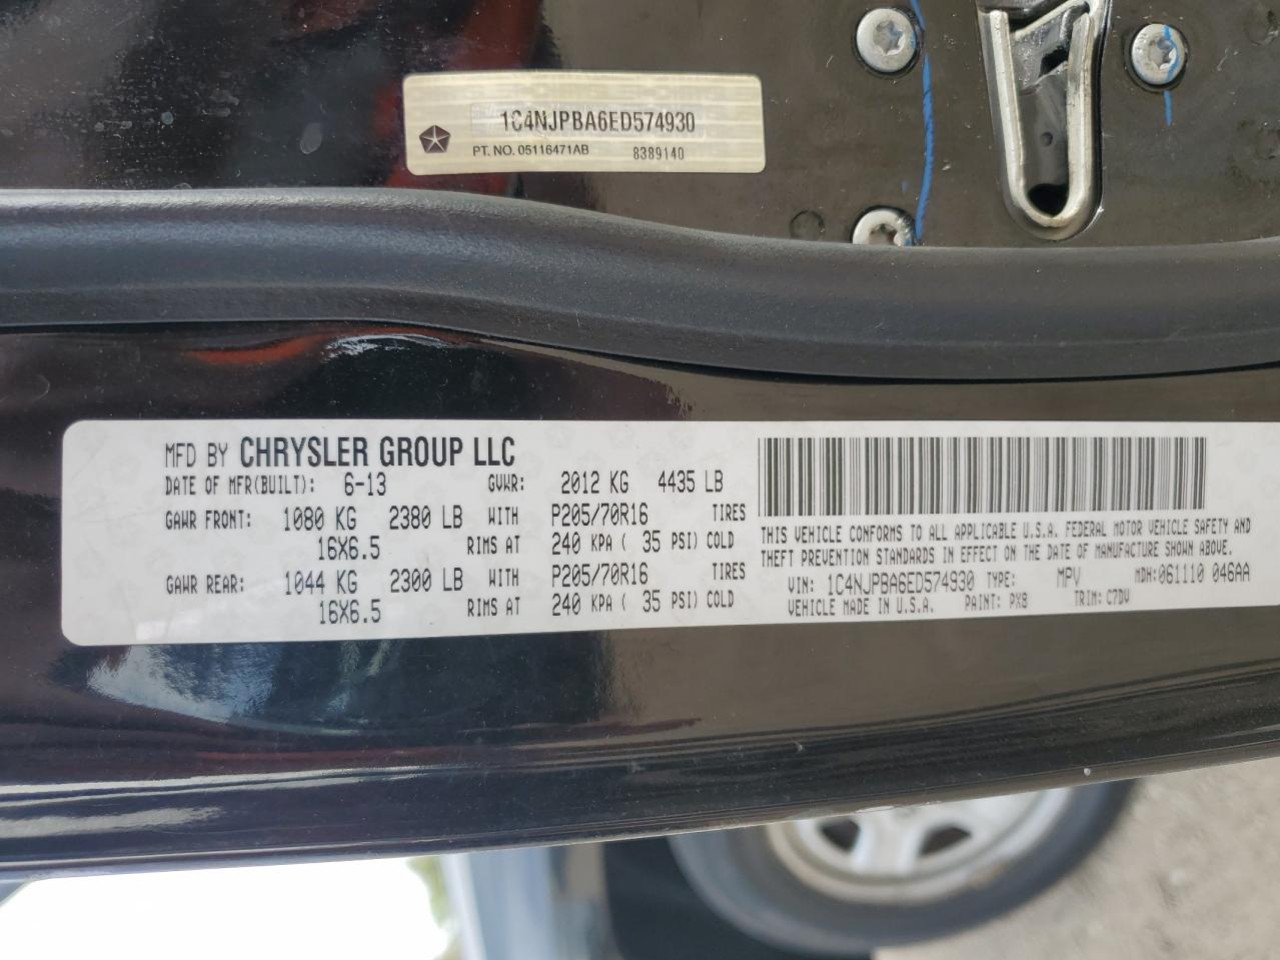 1C4NJPBA6ED574930
PT. NO. 05116471AB 8389140
MFD BY CHRYSLER GROUP LLC
DATE OF MFR(BUILT): 6-13 GVWR: 2012 KG 4435 LB
GAWR FRONT: 1080 KG 2380 LB WITH P205/70R16 TIRES
16X6.5 RIMS AT 240 KPA ( 35 PSI) COLD
GAWR REAR: 1044 KG 2300 LB WITH P205/70R16 TIRES
16X6.5 RIMS AT 240 KPA ( 35 PSI) COLD
THIS VEHICLE CONFORMS TO ALL APPLICABLE U.S.A. FEDERAL MOTOR VEHICLE SAFETY AND
THEFT PREVENTION STANDARDS IN EFFECT ON THE DATE OF MANUFACTURE SHOWN ABOVE.
VIN: 1C4NJPBA6ED574930 TYPE: MPV MDH:061110 046AA
VEHICLE MADE IN U.S.A. PAINT: PX8 TRIM: C7DV